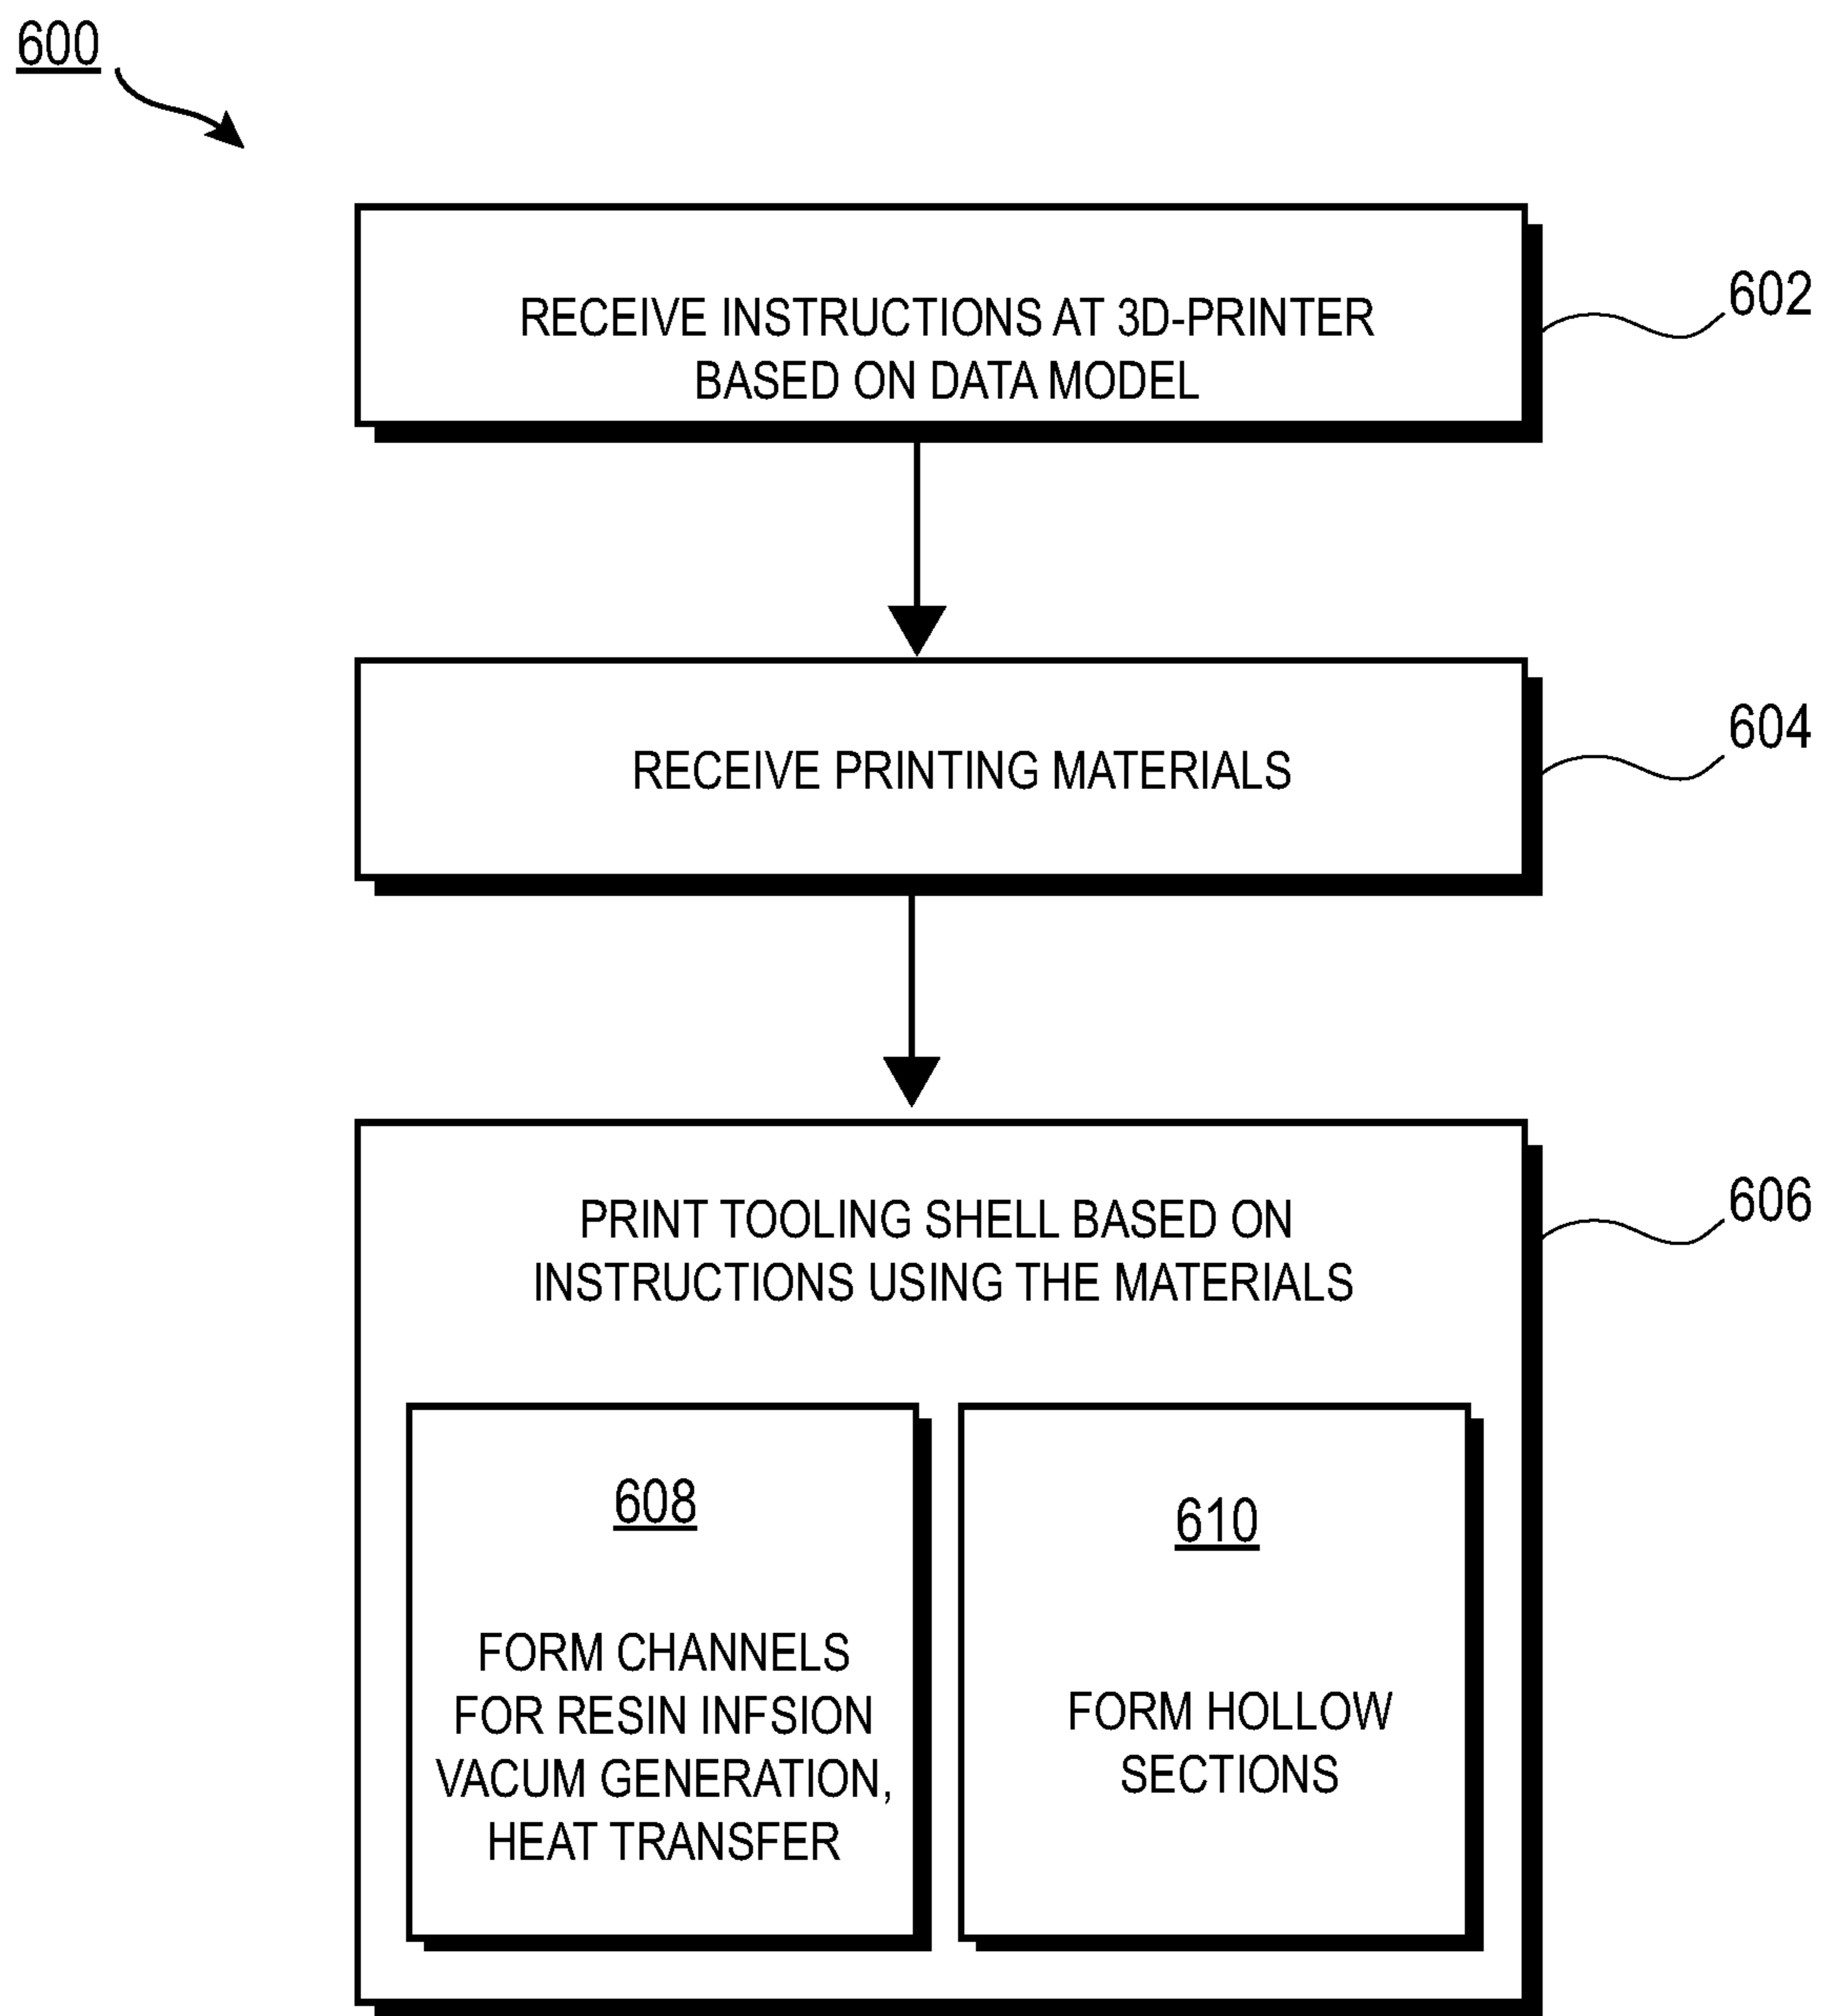 600
RECEIVE INSTRUCTIONS AT 3D-PRINTER
BASED ON DATA MODEL
602
RECEIVE PRINTING MATERIALS
604
PRINT TOOLING SHELL BASED ON
INSTRUCTIONS USING THE MATERIALS
606
608
FORM CHANNELS
FOR RESIN INFSION
VACUM GENERATION,
HEAT TRANSFER
610
FORM HOLLOW
SECTIONS